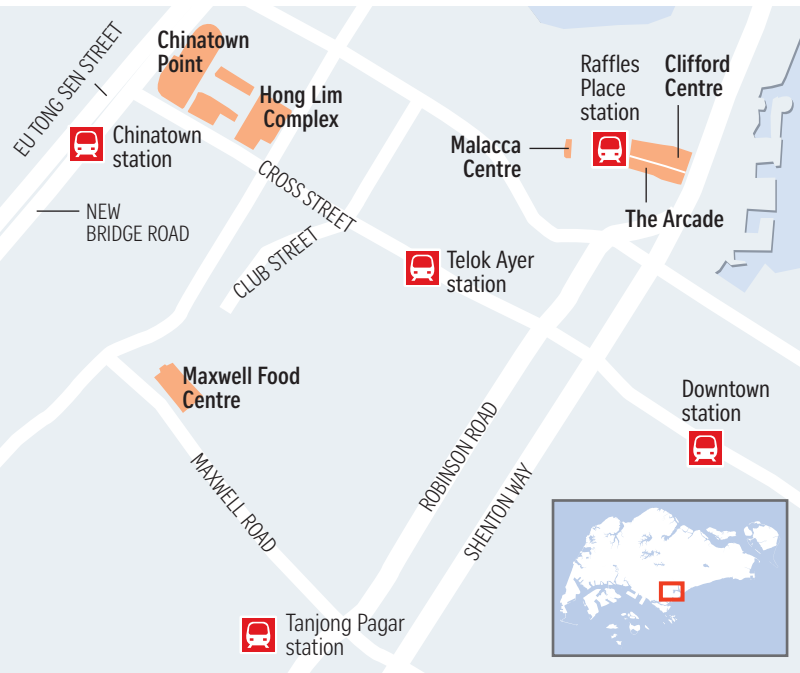 EU TONG SEN STREET
Chinatown
Point
Hong Lim
Complex
Chinatown
station
NEW
BRIDGE ROAD
CROSS STREET
CLUB STREET
Raffles
Place
station
Clifford
Centre
Malacca
Centre
The Arcade
Telok Ayer
station
Maxwell Food
Centre
Downtown
station
MAXWELL ROAD
ROBINSON ROAD
SHENTON WAY
Tanjong Pagar
station